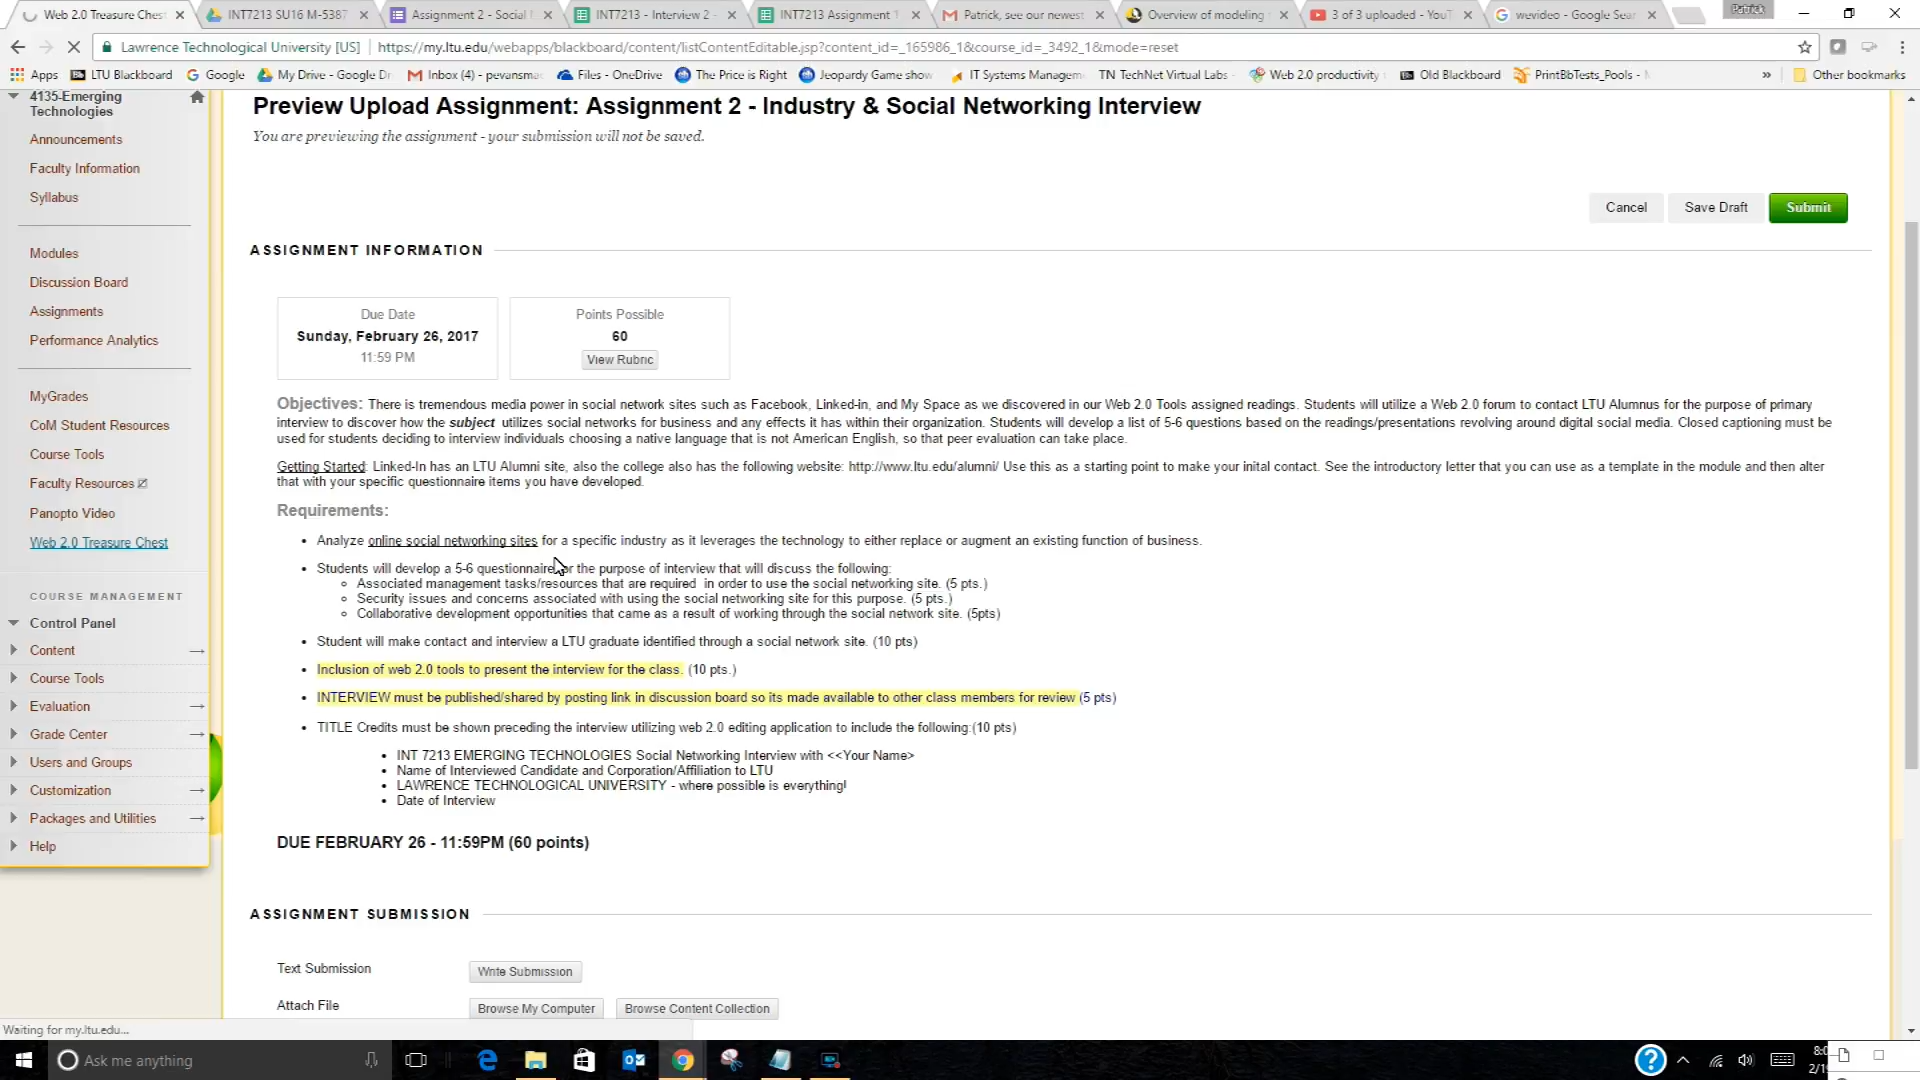 Web 2.0 Treasure Ches
INT7213 SU16 M-5387
Assignment 2 - Social
INT7213 - Interview 2 -
INT7213 Assignment
Patrick, see our newest
Overview of modeling
3 of 3 uploaded - You
wevideo - Google Sear
Patrick
Lawrence Technological University [US]
https://my.ltu.edu/webapps/blackboard/content/listContentEditable.jsp?content_id=_165986_1&course_id=_3492_1&mode=reset
Apps
LTU Blackboard
Google
My Drive - Google Dr
Inbox (4) - pevansma
Files - OneDrive
The Price is Right
Jeopardy Game show
IT Systems Managem
TN TechNet Virtual Labs -
Web 2.0 productivity
Old Blackboard
PrintBbTests_Pools -
»
Other bookmarks
4135-Emerging
Technologies
Announcements
Faculty Information
Syllabus
Modules
Discussion Board
Assignments
Performance Analytics
MyGrades
CoM Student Resources
Course Tools
Faculty Resources
Panopto Video
Web 2.0 Treasure Chest
COURSE MANAGEMENT
Control Panel
Content
Course Tools
Evaluation
Grade Center
Users and Groups
Customization
Packages and Utilities
Help
Preview Upload Assignment: Assignment 2 - Industry & Social Networking Interview
You are previewing the assignment - your submission will not be saved.
Cancel
Save Draft
Submit
ASSIGNMENT INFORMATION
Due Date
Sunday, February 26, 2017
11:59 PM
Points Possible
60
View Rubric
Objectives: There is tremendous media power in social network sites such as Facebook, Linked-in, and My Space as we discovered in our Web 2.0 Tools assigned readings. Students will utilize a Web 2.0 forum to contact LTU Alumnus for the purpose of primary
interview to discover how the subject utilizes social networks for business and any effects it has within their organization. Students will develop a list of 5-6 questions based on the readings/presentations revolving around digital social media. Closed captioning must be
used for students deciding to interview individuals choosing a native language that is not American English, so that peer evaluation can take place.
Getting Started: Linked-In has an LTU Alumni site, also the college also has the following website: http://www.ltu.edu/alumni/ Use this as a starting point to make your inital contact. See the introductory letter that you can use as a template in the module and then alter
that with your specific questionnaire items you have developed.
Requirements:
• Analyze online social networking sites for a specific industry as it leverages the technology to either replace or augment an existing function of business.
• Students will develop a 5-6 questionnaire for the purpose of interview that will discuss the following:
Associated management tasks/resources that are required in order to use the social networking site. (5 pts.)
Security issues and concerns associated with using the social networking site for this purpose. (5 pts.)
Collaborative development opportunities that came as a result of working through the social network site. (5pts)
• Student will make contact and interview a LTU graduate identified through a social network site. (10 pts)
• Inclusion of web 2.0 tools to present the interview for the class. (10 pts.)
• INTERVIEW must be published/shared by posting link in discussion board so its made available to other class members for review (5 pts)
• TITLE Credits must be shown preceding the interview utilizing web 2.0 editing application to include the following:(10 pts)
• INT 7213 EMERGING TECHNOLOGIES Social Networking Interview with <<Your Name>
• Name of Interviewed Candidate and Corporation/Affiliation to LTU
• LAWRENCE TECHNOLOGICAL UNIVERSITY - where possible is everything!
• Date of Interview
DUE FEBRUARY 26 - 11:59PM (60 points)
ASSIGNMENT SUBMISSION
Text Submission
Write Submission
Attach File
Browse My Computer
Browse Content Collection
Waiting for my.ltu.edu...
Ask me anything